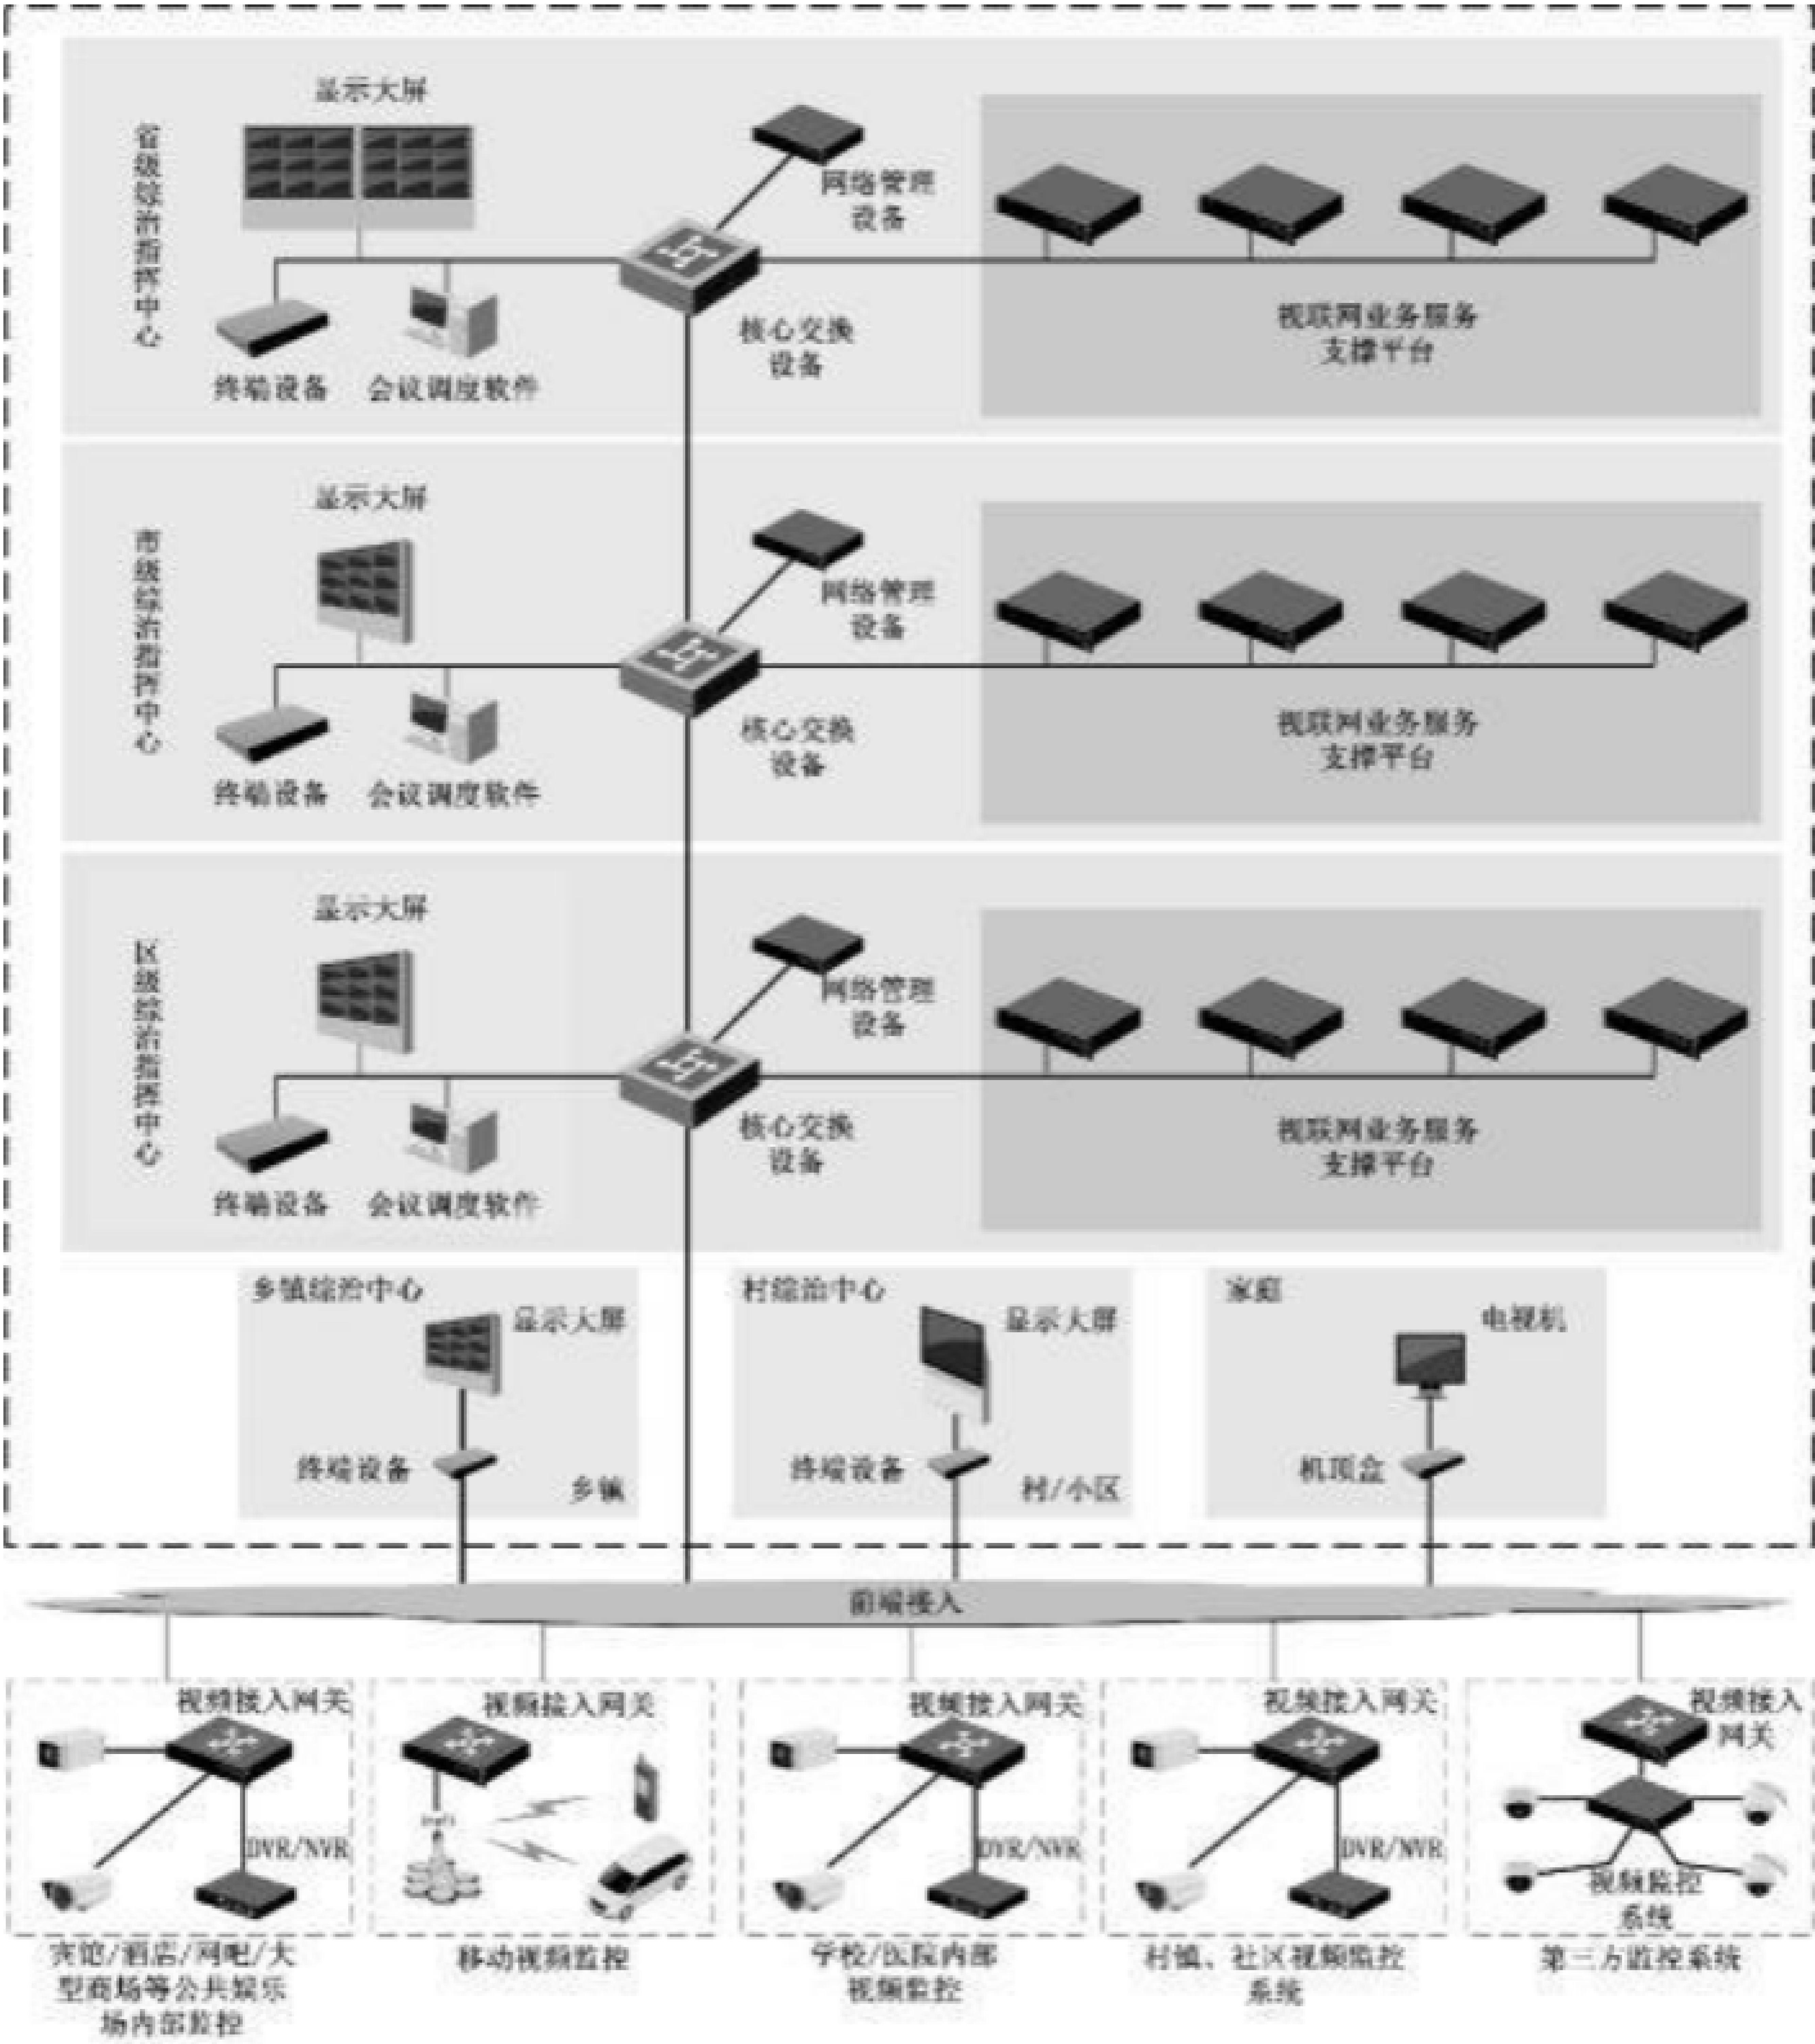 省级综治指挥中心
显示大屏
网络管理
设备
核心交换
设备
终端设备
会议调度软件
视联网业务服务
支撑平台
市级综治指挥中心
显示大屏
网络管理
设备
核心交换
设备
终端设备
会议调度软件
视联网业务服务
支撑平台
区级综治指挥中心
显示大屏
网络管理
设备
核心交换
设备
终端设备
会议调度软件
视联网业务服务
支撑平台
乡镇综治中心
显示大屏
终端设备
乡镇
村综治中心
显示大屏
终端设备
村/小区
家庭
电视机
机顶盒
前端接入
视频接入网关
DVR/NVR
宾馆/酒店/网吧/大
型商场等公共娱乐
场内部监控
视频接入网关
移动视频监控
视频接入网关
DVR/NVR
学校/医院内部
视频监控
视频接入网关
DVR/NVR
村镇、社区视频监控
系统
视频接入
网关
视频监控
系统
第三方监控系统